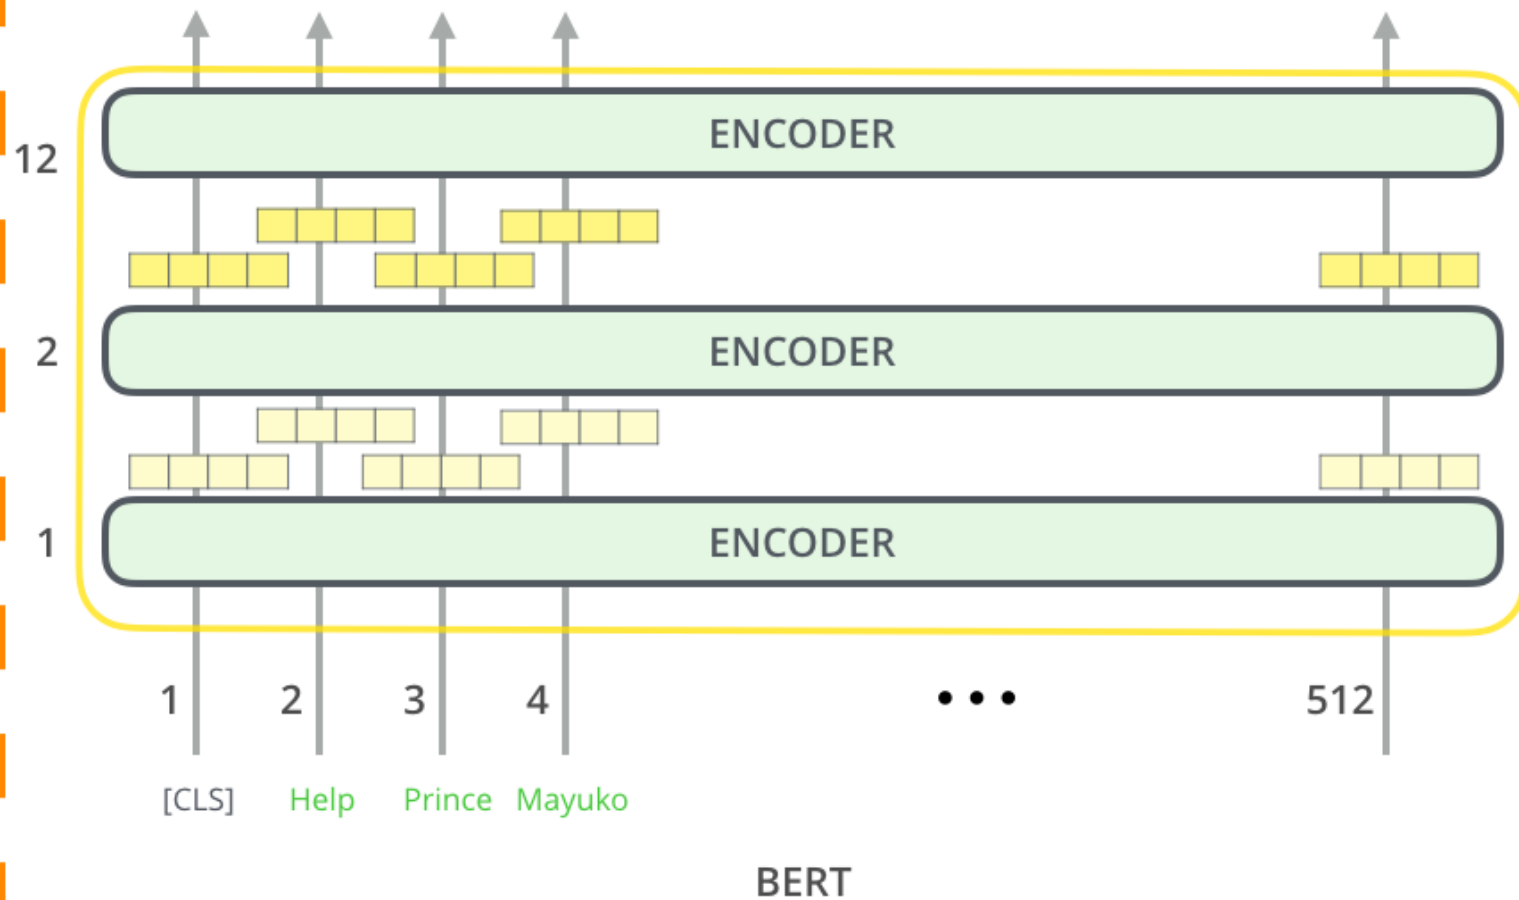 12 ENCODER
2 ENCODER
1 ENCODER
1 2 3 4 ••• 512
[CLS] Help Prince Mayuko
BERT